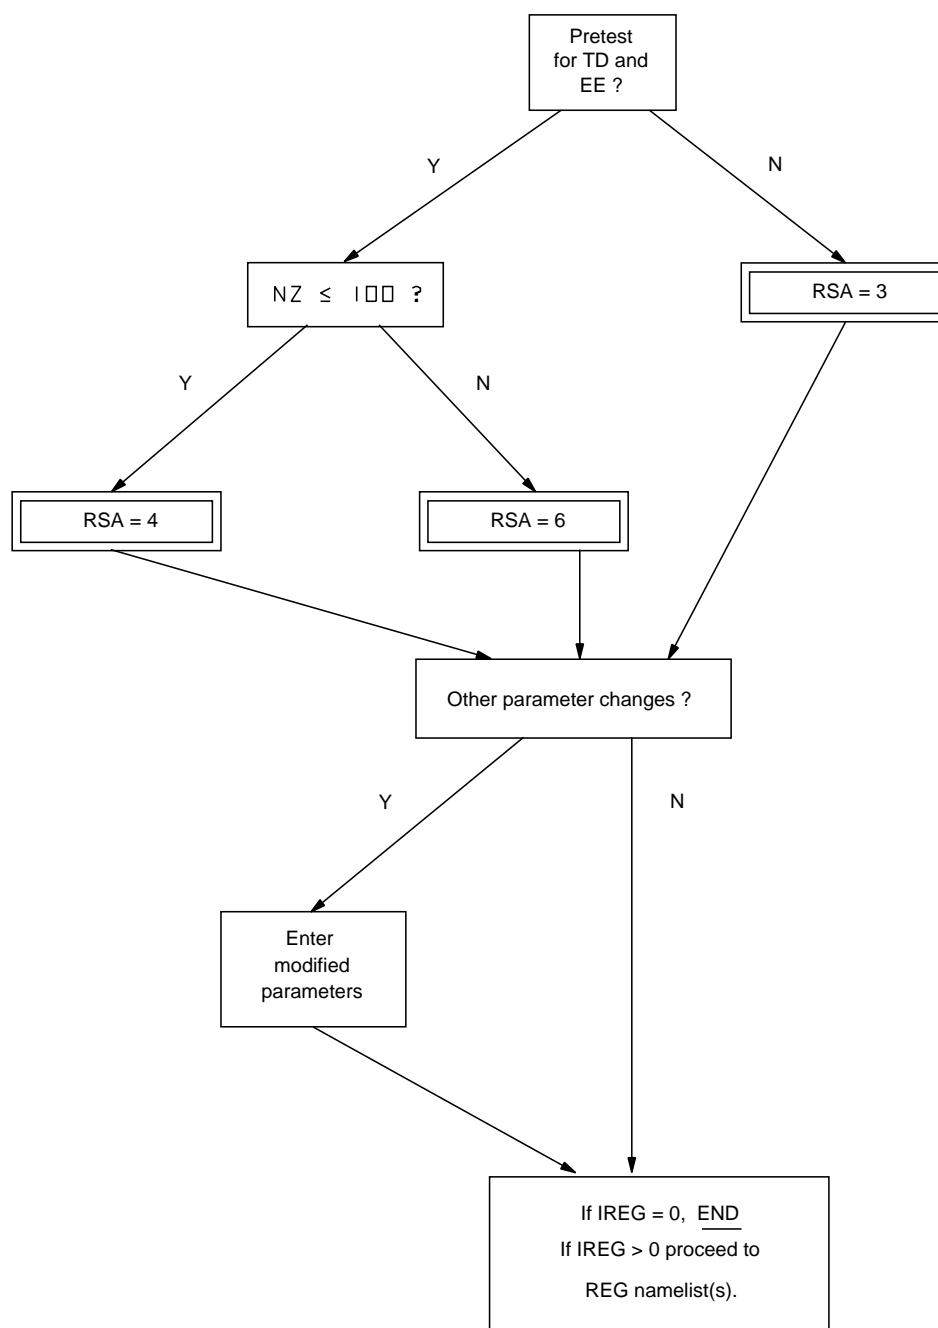 Pretest
for TD and
EE ?
Y
N
NZ ≤ 100 ?
RSA = 3
Y
N
RSA = 4
RSA = 6
Other parameter changes ?
Y
N
Enter
modified
parameters
If IREG = 0, END
If IREG > 0 proceed to
REG namelist(s).